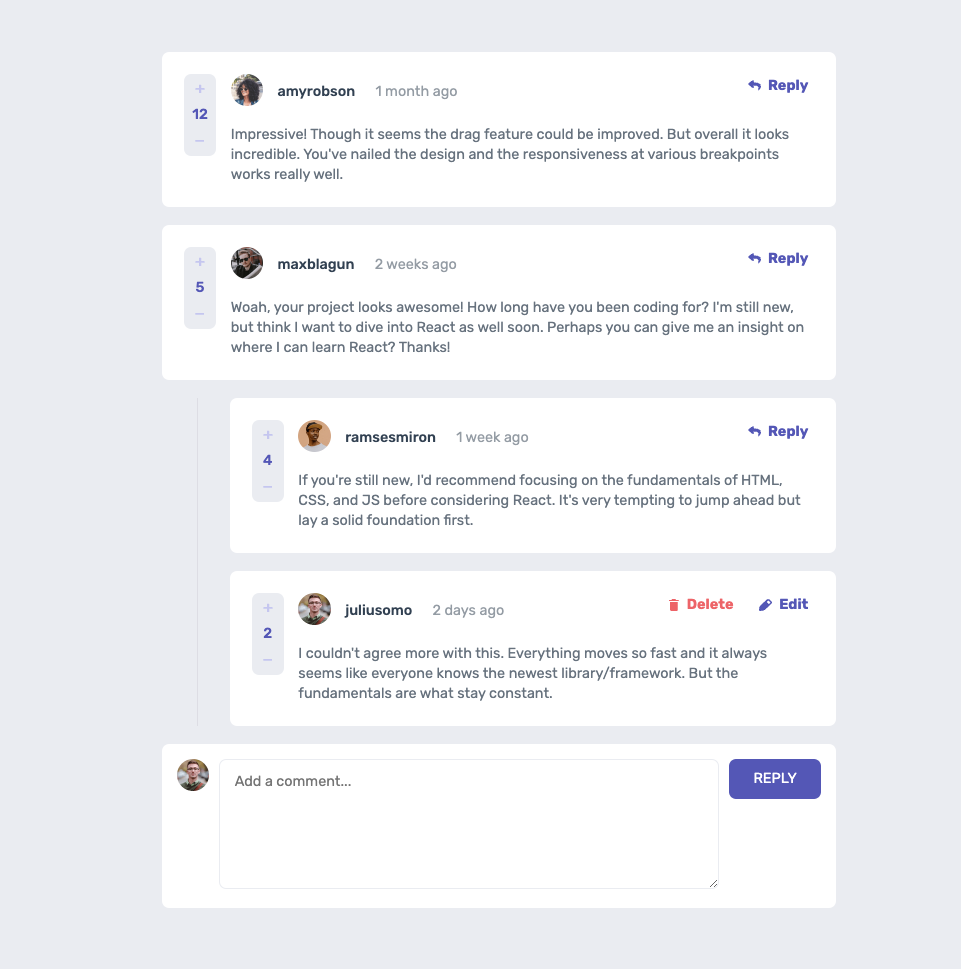 +
12
−
amyrobson 1 month ago Reply
Impressive! Though it seems the drag feature could be improved. But overall it looks
incredible. You've nailed the design and the responsiveness at various breakpoints
works really well.
+
5
−
maxblagun 2 weeks ago Reply
Woah, your project looks awesome! How long have you been coding for? I'm still new,
but think I want to dive into React as well soon. Perhaps you can give me an insight on
where I can learn React? Thanks!
+
4
−
ramsesmiron 1 week ago Reply
If you're still new, I'd recommend focusing on the fundamentals of HTML,
CSS, and JS before considering React. It's very tempting to jump ahead but
lay a solid foundation first.
+
2
−
juliusomo 2 days ago Delete Edit
I couldn't agree more with this. Everything moves so fast and it always
seems like everyone knows the newest library/framework. But the
fundamentals are what stay constant.
Add a comment...
REPLY